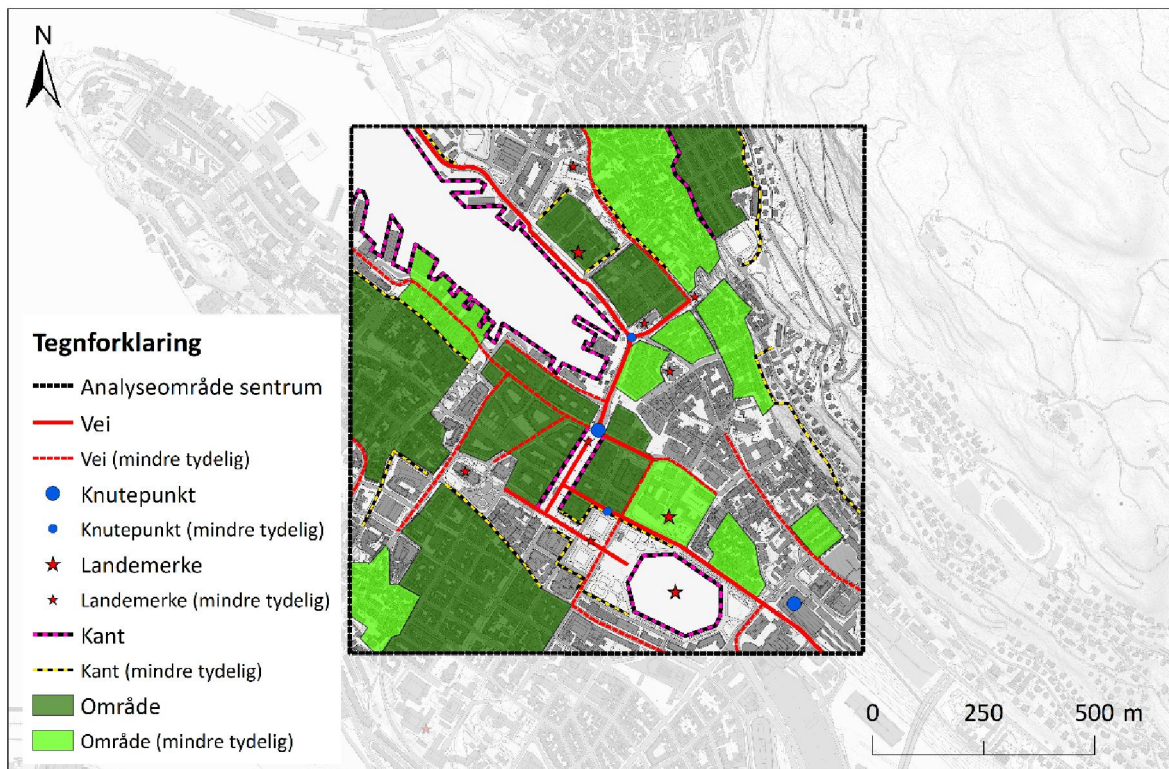 N
Tegnforklaring
Analyseområde sentrum
Vei
Vei (mindre tydelig)
Knutepunkt
Knutepunkt (mindre tydelig)
Landemerke
Landemerke (mindre tydelig)
Kant
Kant (mindre tydelig)
Område
Område (mindre tydelig)
0 250 500 m